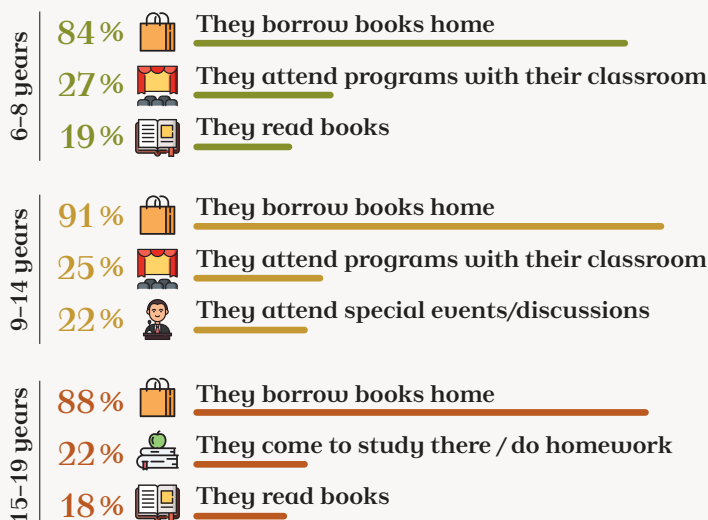 6–8 years
84 % They borrow books home
27 % They attend programs with their classroom
19 % They read books
9–14 years
91 % They borrow books home
25 % They attend programs with their classroom
22 % They attend special events/discussions
15–19 years
88 % They borrow books home
22 % They come to study there / do homework
18 % They read books